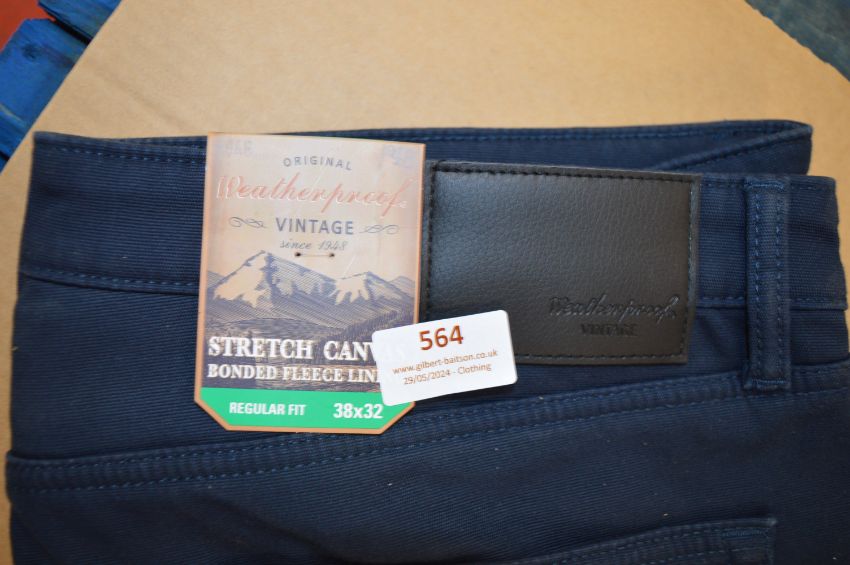 ORIGINAL
Weatherproof
VINTAGE
since 1948
STRETCH CANVAS
BONDED FLEECE LINED
REGULAR FIT 38x32
564
www.gilbert-baitson.co.uk
29/05/2024 - Clothing
Weatherproof
VINTAGE